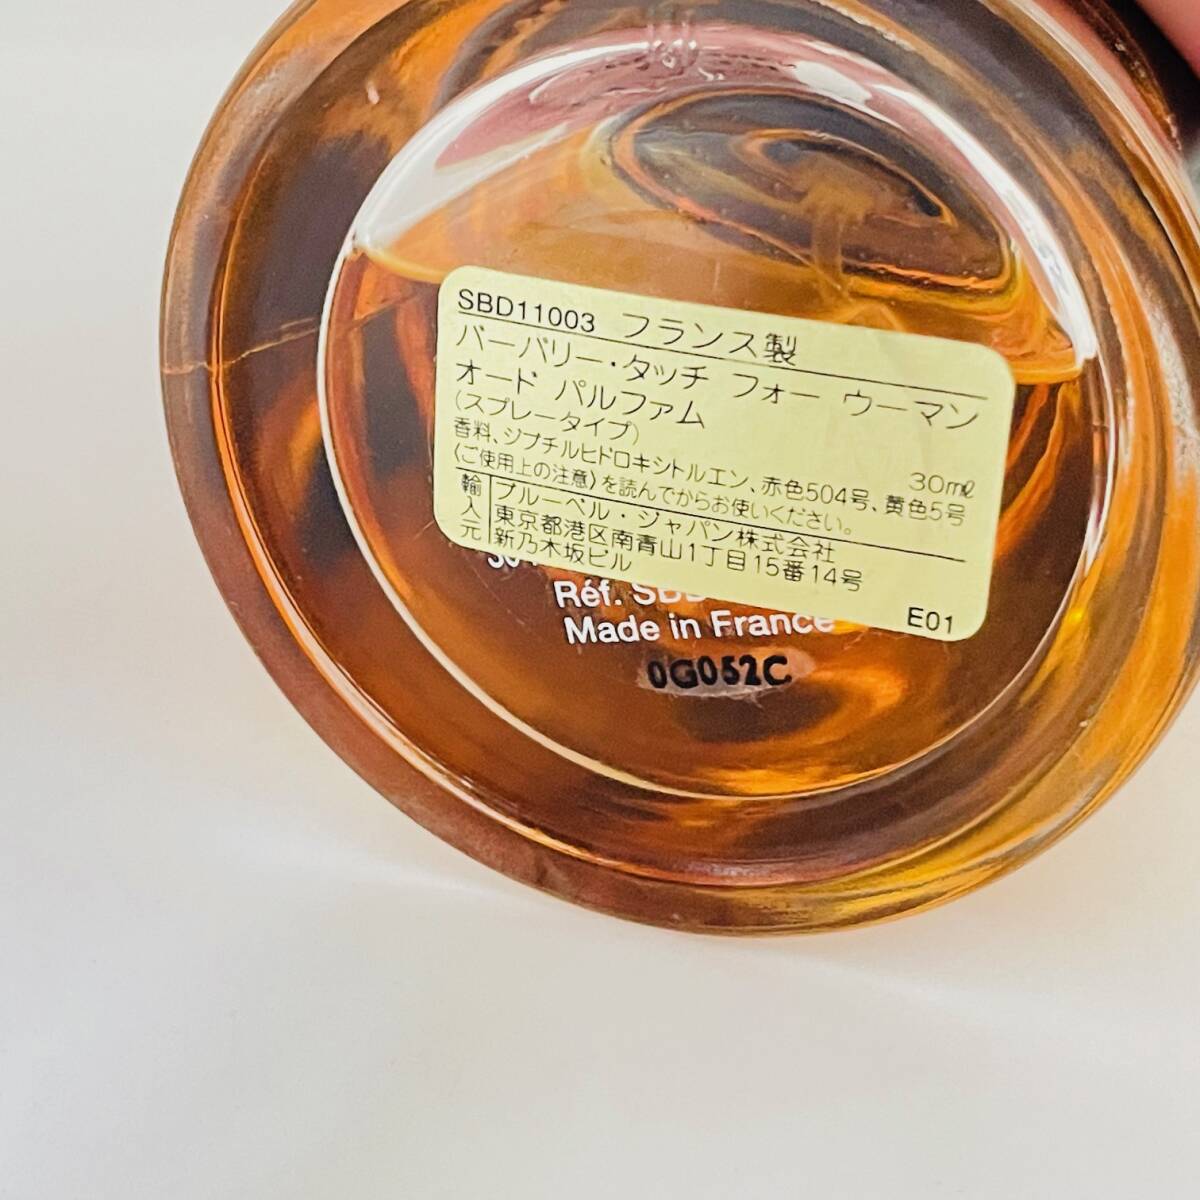 SBD11003 フランス製
バーバリー・タッチ フォー ウーマン
オード パルファム
(スプレータイプ) 30mℓ
香料、ジブチルヒドロキシトルエン、赤色504号、黄色5号
〈ご使用上の注意〉を読んでからお使いください。
輸入元 ブルーベル・ジャパン株式会社
東京都港区南青山1丁目15番14号
新乃木坂ビル
E01
Réf.
Made in France
0G052C